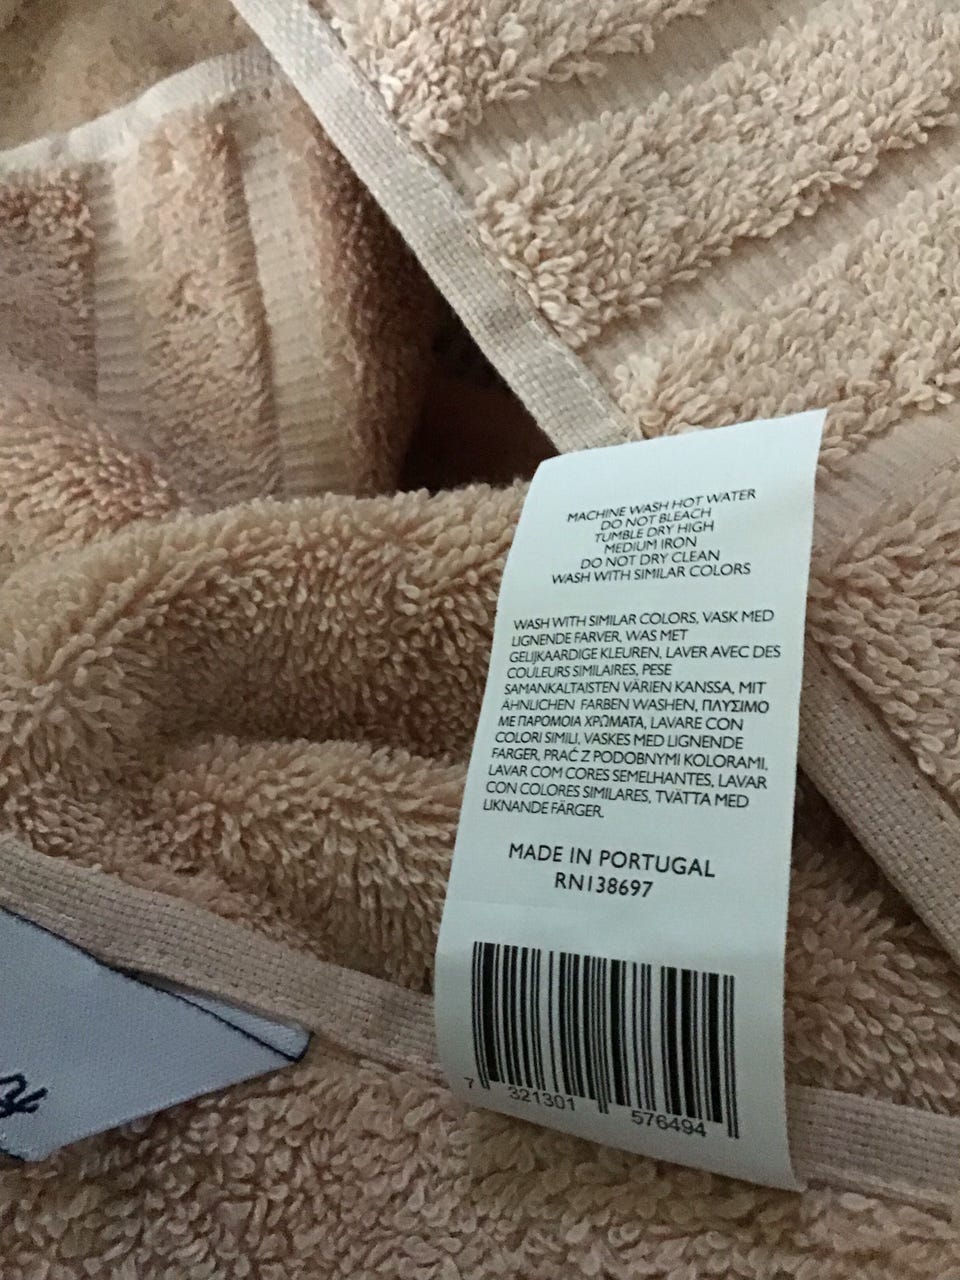 MACHINE WASH HOT WATER
DO NOT BLEACH
TUMBLE DRY HIGH
MEDIUM IRON
DO NOT DRY CLEAN
WASH WITH SIMILAR COLORS
WASH WITH SIMILAR COLORS, VASK MED
LIGNENDE FARVER, WAS MET
GELIJKAARDIGE KLEUREN, LAVER AVEC DES
COULEURS SIMILAIRES, PESE
SAMANKALTAISTEN VÄRIEN KANSSA, MIT
ÄHNLICHEN FARBEN WASHEN, ΠΛΥΣΙΜΟ
ΜΕ ΠΑΡΟΜΟΙΑ ΧΡΩΜΑΤΑ, LAVARE CON
COLORI SIMILI, VASKES MED LIGNENDE
FARGER, PRAĆ Z PODOBNYMI KOLORAMI,
LAVAR COM CORES SEMELHANTES, LAVAR
CON COLORES SIMILARES, TVÄTTA MED
LIKNANDE FÄRGER.
MADE IN PORTUGAL
RN138697
7 321301 576494